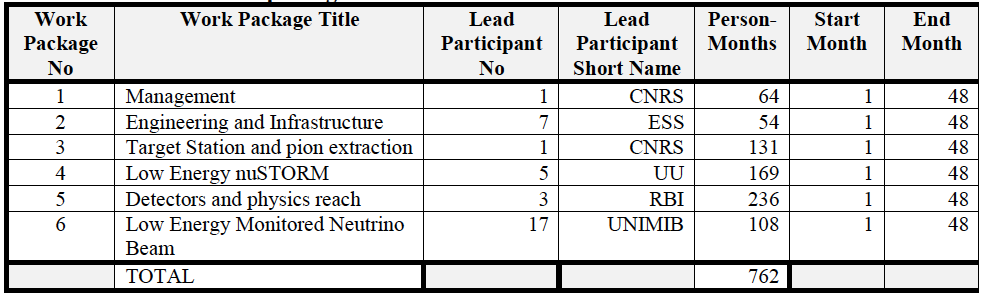 Work Package No | Work Package Title | Lead Participant No | Lead Participant Short Name | Person-Months | Start Month | End Month
1 | Management | 1 | CNRS | 64 | 1 | 48
2 | Engineering and Infrastructure | 7 | ESS | 54 | 1 | 48
3 | Target Station and pion extraction | 1 | CNRS | 131 | 1 | 48
4 | Low Energy nuSTORM | 5 | UU | 169 | 1 | 48
5 | Detectors and physics reach | 3 | RBI | 236 | 1 | 48
6 | Low Energy Monitored Neutrino Beam | 17 | UNIMIB | 108 | 1 | 48
TOTAL | 762